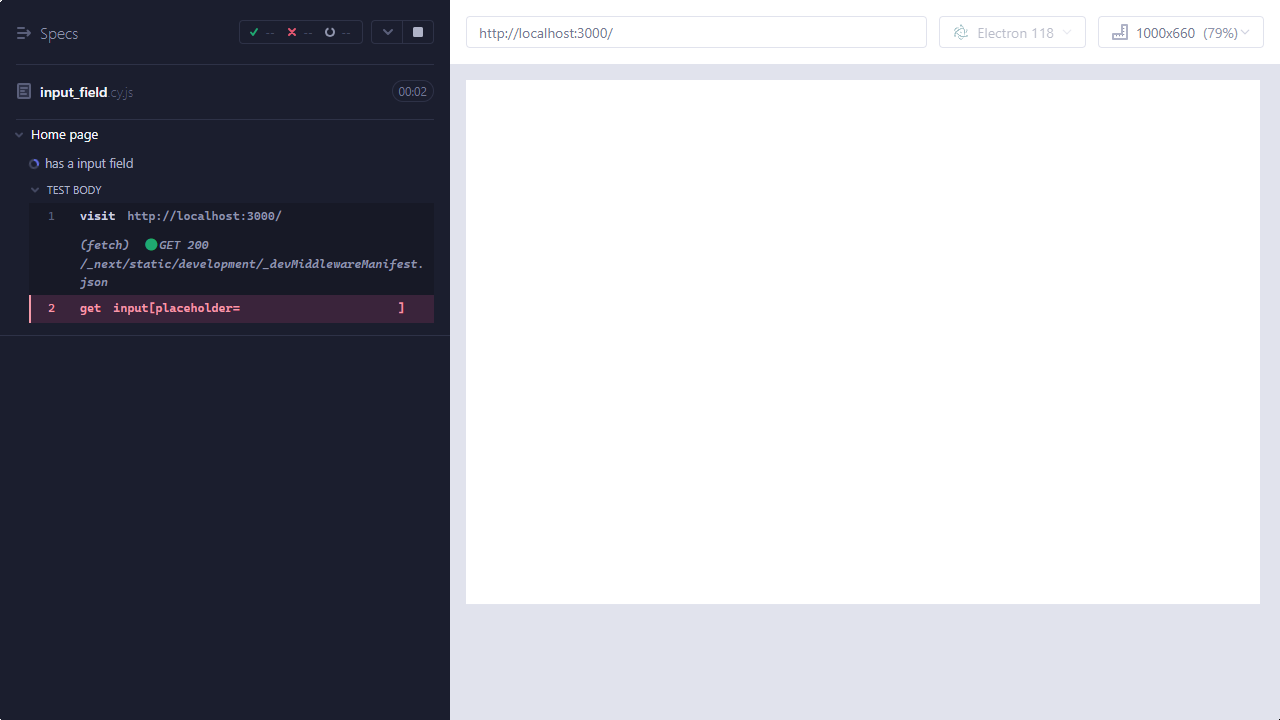 Specs
-- -- --
http://localhost:3000/
Electron 118
1000x660 (79%)
input_field.cy.js
00:02
Home page
has a input field
TEST BODY
1 visit http://localhost:3000/
(fetch) GET 200
/_next/static/development/_devMiddlewareManifest.
json
2 get input[placeholder= ]